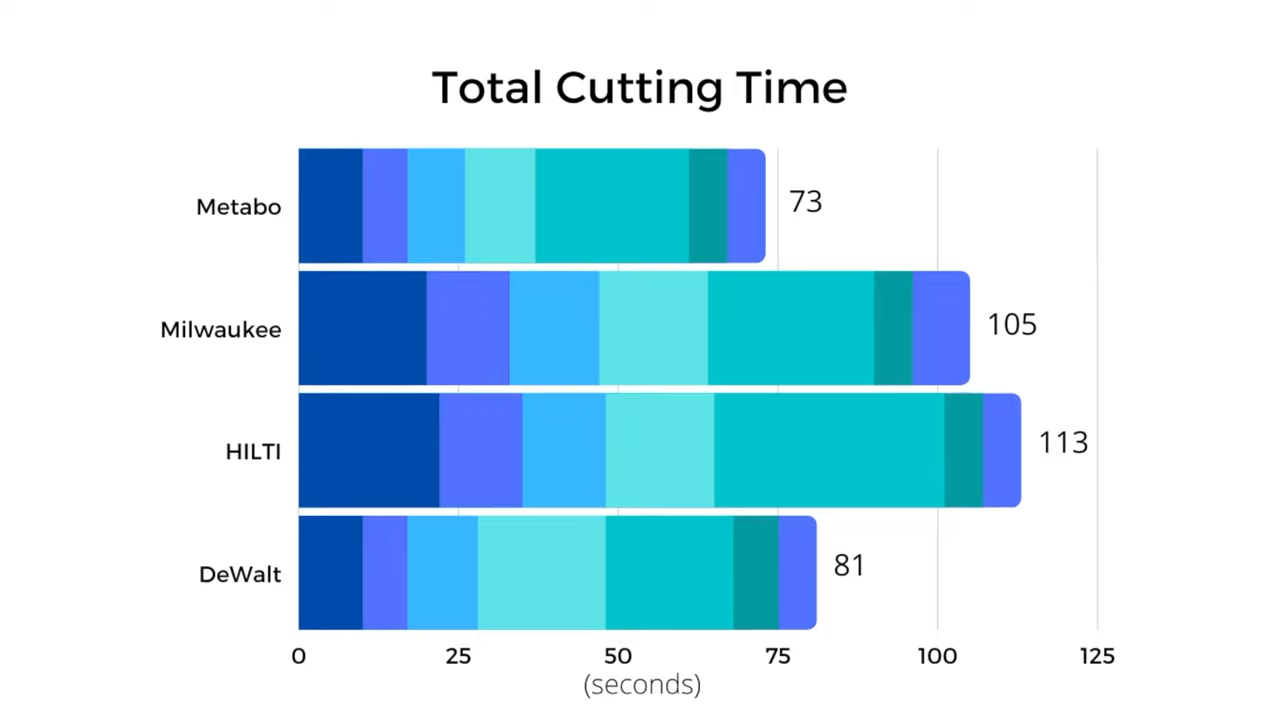 Total Cutting Time
Metabo
73
Milwaukee
105
HILTI
113
DeWalt
81
0 25 50 75 100 125
(seconds)